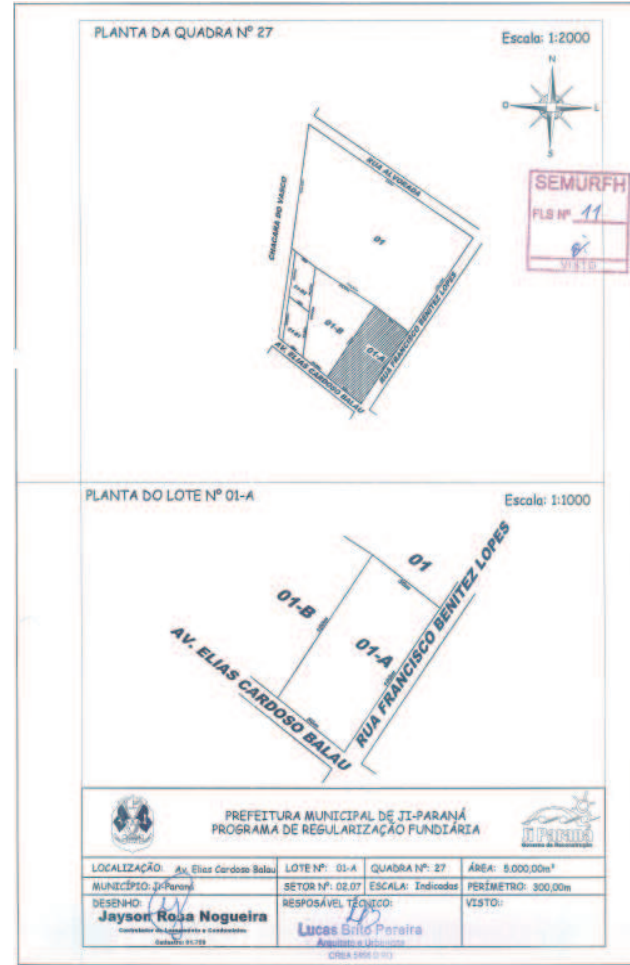 PLANTA DA QUADRA Nº 27
Escala: 1:2000
N
O
L
S
SEMURFH
FLS Nº 11
VISTO
RUA ALVORADA
CHACARA DO VASCO
01
RUA FRANCISCO BENITEZ LOPES
01-B
01-A
AV. ELIAS CARDOSO BALAU
PLANTA DO LOTE Nº 01-A
Escala: 1:1000
01
01-B
01-A
RUA FRANCISCO BENITEZ LOPES
AV. ELIAS CARDOSO BALAU
PREFEITURA MUNICIPAL DE JI-PARANÁ
PROGRAMA DE REGULARIZAÇÃO FUNDIÁRIA
Ji Paraná
LOCALIZAÇÃO: Av. Elias Cardoso Balau
LOTE Nº: 01-A
QUADRA Nº: 27
ÁREA: 5.000,00m²
MUNICÍPIO: Ji-Paraná
SETOR Nº: 02.07
ESCALA: Indicadas
PERÍMETRO: 300,00m
DESENHO:
RESPOSÁVEL TÉCNICO:
VISTO:
Jayson Rosa Nogueira
Lucas Brito Pereira
Arquiteto e Urbanista